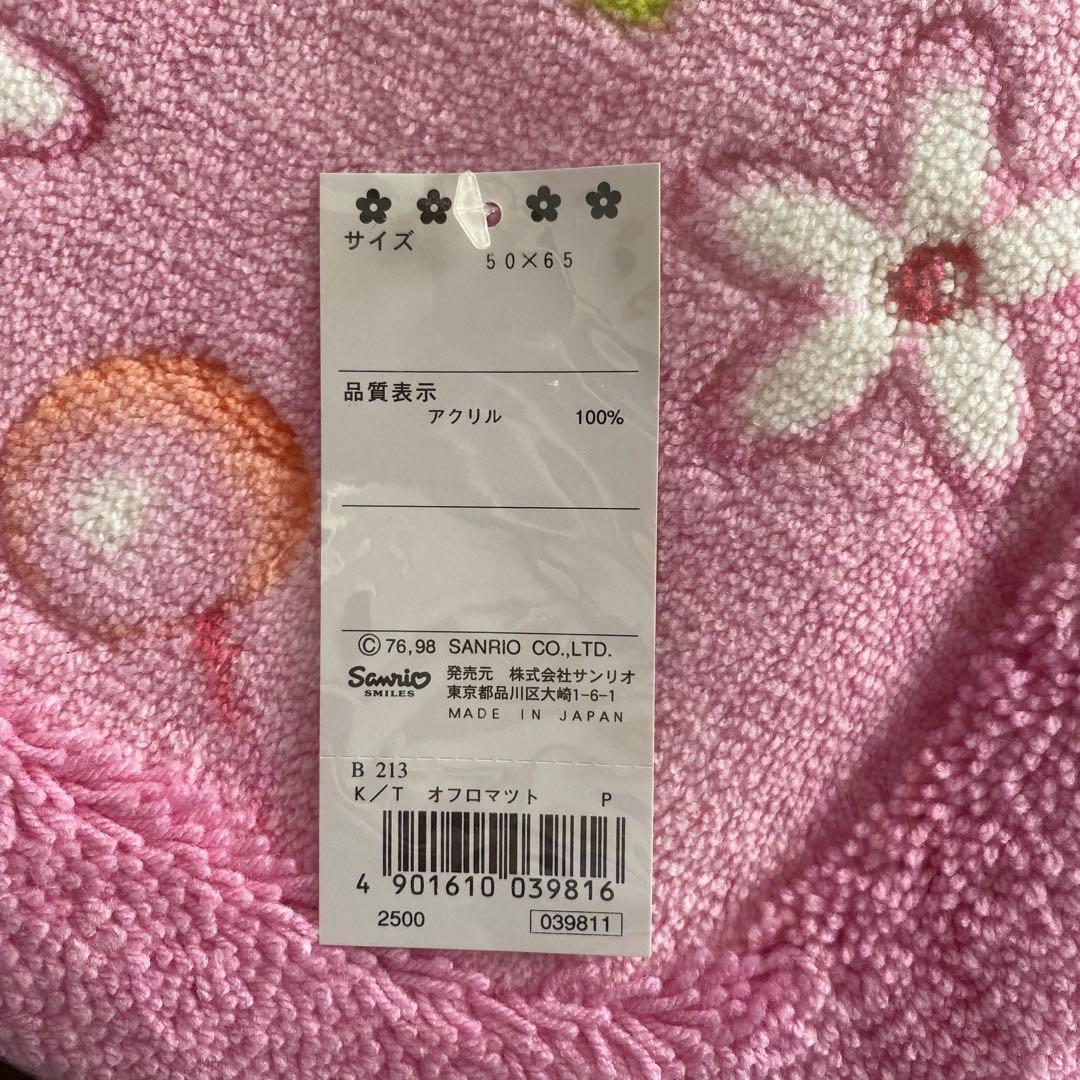 サイズ
50×65
品質表示
アクリル 100%
©76,98 SANRIO CO.,LTD.
Sanrio
SMILES
発売元 株式会社サンリオ
東京都品川区大崎1-6-1
MADE IN JAPAN
B 213
K/T オフロマツト P
4 901610 039816
2500 039811